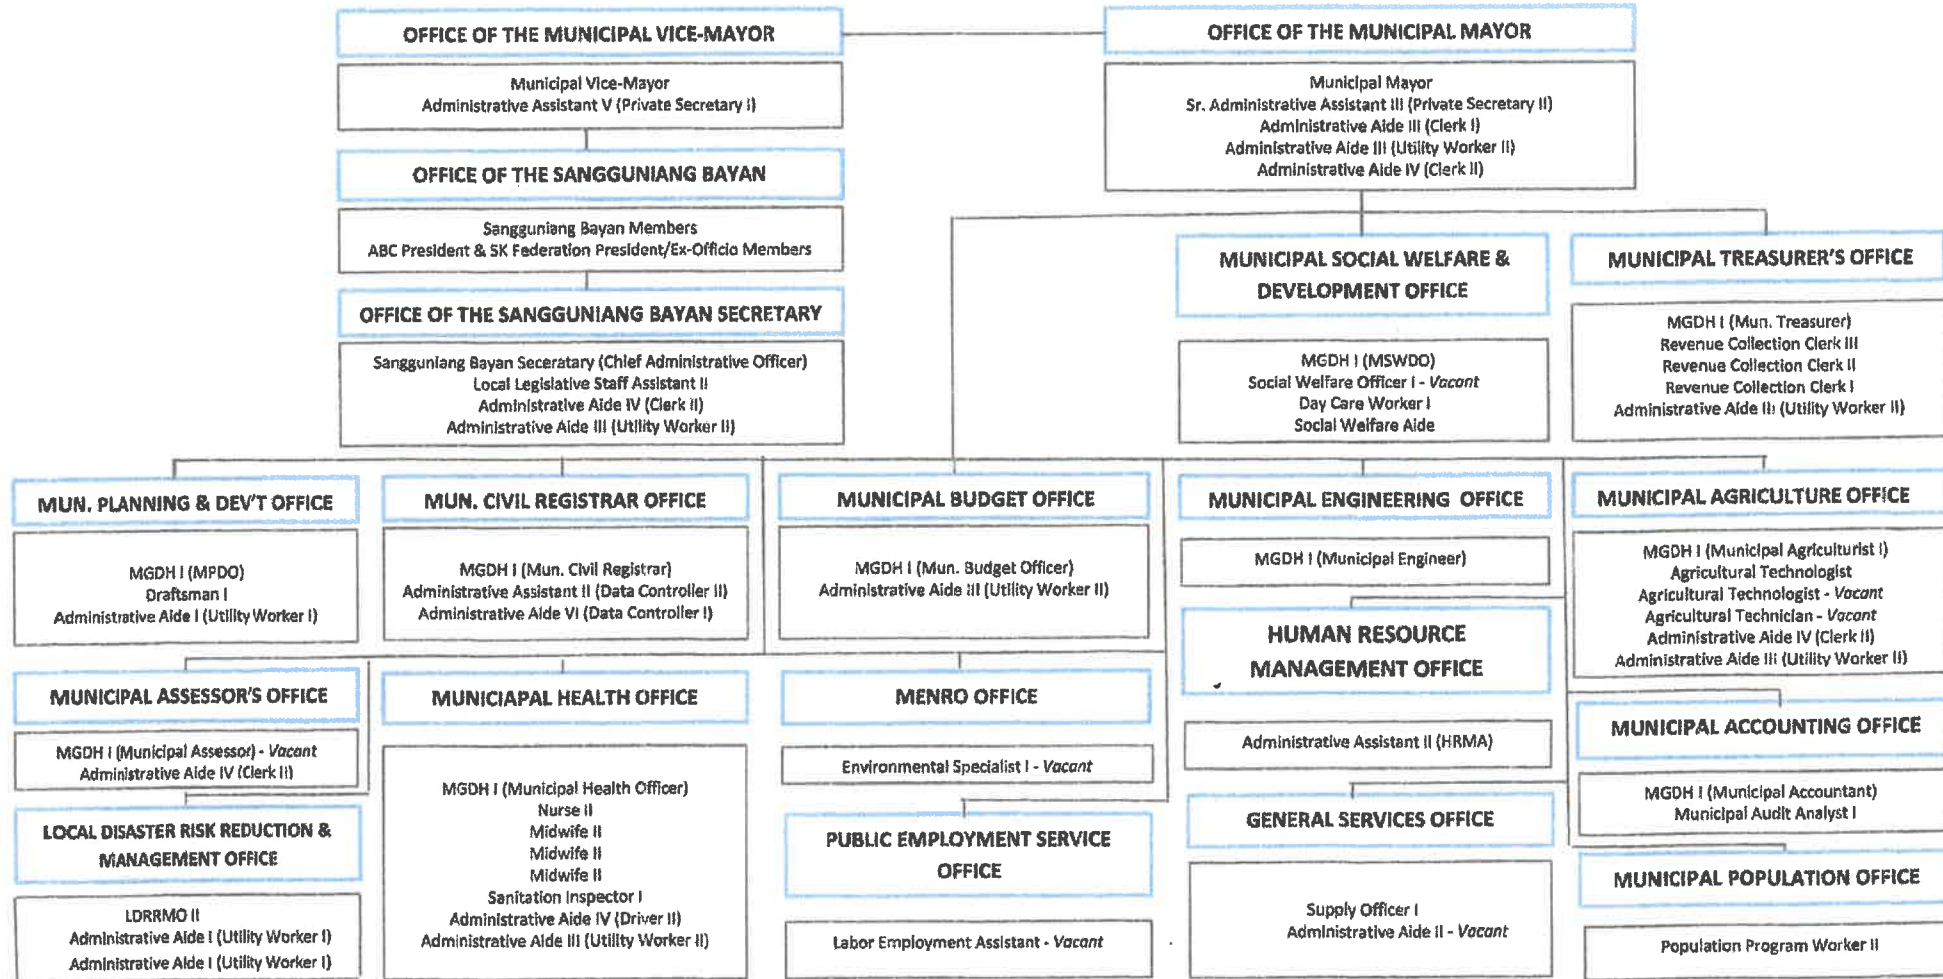 OFFICE OF THE MUNICIPAL VICE-MAYOR
Municipal Vice-Mayor
Administrative Assistant V (Private Secretary I)
OFFICE OF THE MUNICIPAL MAYOR
Municipal Mayor
Sr. Administrative Assistant III (Private Secretary II)
Administrative Aide III (Clerk I)
Administrative Aide III (Utility Worker II)
Administrative Aide IV (Clerk II)
OFFICE OF THE SANGGUNIANG BAYAN
Sangguniang Bayan Members
ABC President & SK Federation President/Ex-Officio Members
OFFICE OF THE SANGGUNIANG BAYAN SECRETARY
Sangguniang Bayan Seceratary (Chief Administrative Officer)
Local Legislative Staff Assistant II
Administrative Aide IV (Clerk II)
Administrative Aide III (Utility Worker II)
MUNICIPAL SOCIAL WELFARE &
DEVELOPMENT OFFICE
MGDH I (MSWDO)
Social Welfare Officer I - Vacant
Day Care Worker I
Social Welfare Aide
MUNICIPAL TREASURER'S OFFICE
MGDH I (Mun. Treasurer)
Revenue Collection Clerk III
Revenue Collection Clerk II
Revenue Collection Clerk I
Administrative Aide III (Utility Worker II)
MUN. PLANNING & DEV'T OFFICE
MGDH I (MPDO)
Draftsman I
Administrative Aide I (Utility Worker I)
MUN. CIVIL REGISTRAR OFFICE
MGDH I (Mun. Civil Registrar)
Administrative Assistant II (Data Controller II)
Administrative Aide VI (Data Controller I)
MUNICIPAL BUDGET OFFICE
MGDH I (Mun. Budget Officer)
Administrative Aide III (Utility Worker II)
MUNICIPAL ENGINEERING OFFICE
MGDH I (Municipal Engineer)
MUNICIPAL AGRICULTURE OFFICE
MGDH I (Municipal Agriculturist I)
Agricultural Technologist
Agricultural Technologist - Vacant
Agricultural Technician - Vacant
Administrative Aide IV (Clerk II)
Administrative Aide III (Utility Worker II)
HUMAN RESOURCE
MANAGEMENT OFFICE
Administrative Assistant II (HRMA)
MUNICIPAL ASSESSOR'S OFFICE
MGDH I (Municipal Assessor) - Vacant
Administrative Aide IV (Clerk II)
MUNICIAPAL HEALTH OFFICE
MGDH I (Municipal Health Officer)
Nurse II
Midwife II
Midwife II
Midwife II
Sanitation Inspector I
Administrative Aide IV (Driver II)
Administrative Aide III (Utility Worker II)
MENRO OFFICE
Environmental Specialist I - Vacant
MUNICIPAL ACCOUNTING OFFICE
MGDH I (Municipal Accountant)
Municipal Audit Analyst I
LOCAL DISASTER RISK REDUCTION &
MANAGEMENT OFFICE
LDRRMO II
Administrative Aide I (Utility Worker I)
Administrative Aide I (Utility Worker I)
PUBLIC EMPLOYMENT SERVICE
OFFICE
Labor Employment Assistant - Vacant
GENERAL SERVICES OFFICE
Supply Officer I
Administrative Aide II - Vacant
MUNICIPAL POPULATION OFFICE
Population Program Worker II